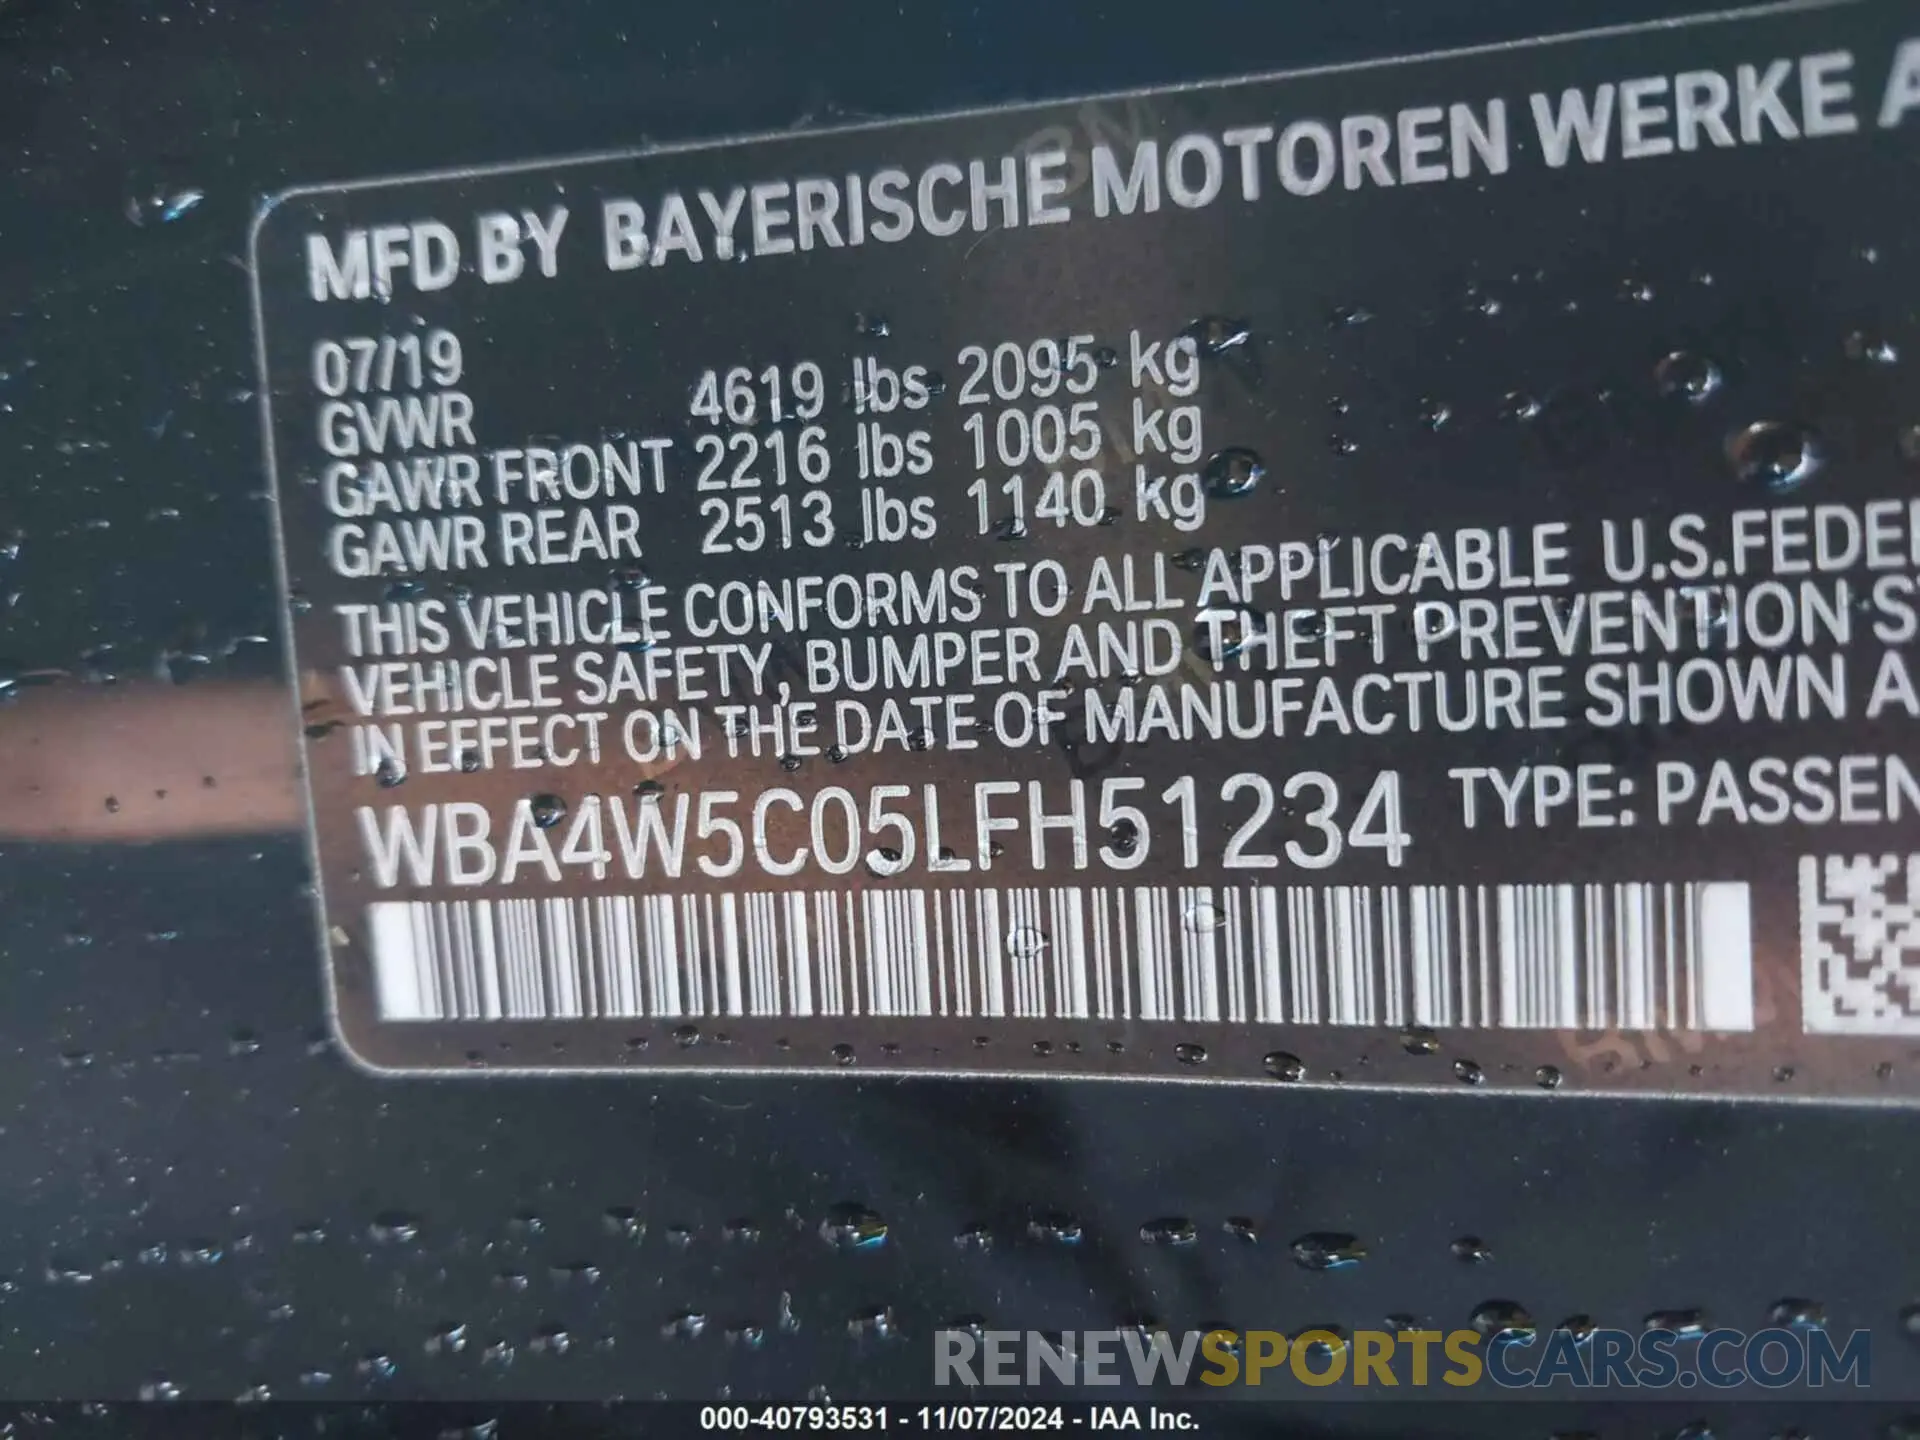 MFD BY BAYERISCHE MOTOREN WERKE A
07/19
GVWR 4619 lbs 2095 kg
GAWR FRONT 2216 lbs 1005 kg
GAWR REAR 2513 lbs 1140 kg
THIS VEHICLE CONFORMS TO ALL APPLICABLE U.S.FEDE
VEHICLE SAFETY, BUMPER AND THEFT PREVENTION S
IN EFFECT ON THE DATE OF MANUFACTURE SHOWN A
WBA4W5C05LFH51234 TYPE: PASSEN
RENEWSPORTSCARS.COM
000-40793531 - 11/07/2024 - IAA Inc.